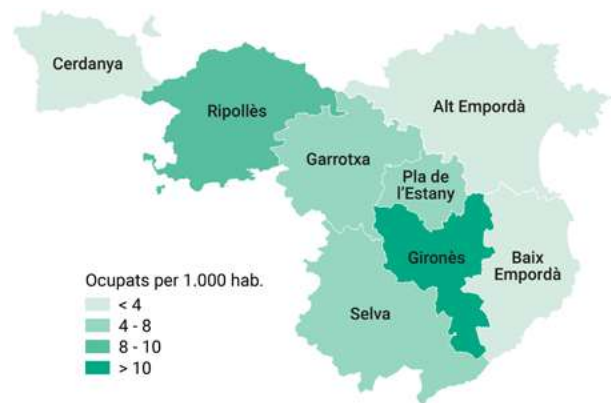 Cerdanya
Ripollès
Alt Empordà
Garrotxa
Pla de
l'Estany
Gironès
Baix
Empordà
Selva
Ocupats per 1.000 hab.
< 4
4 - 8
8 - 10
> 10